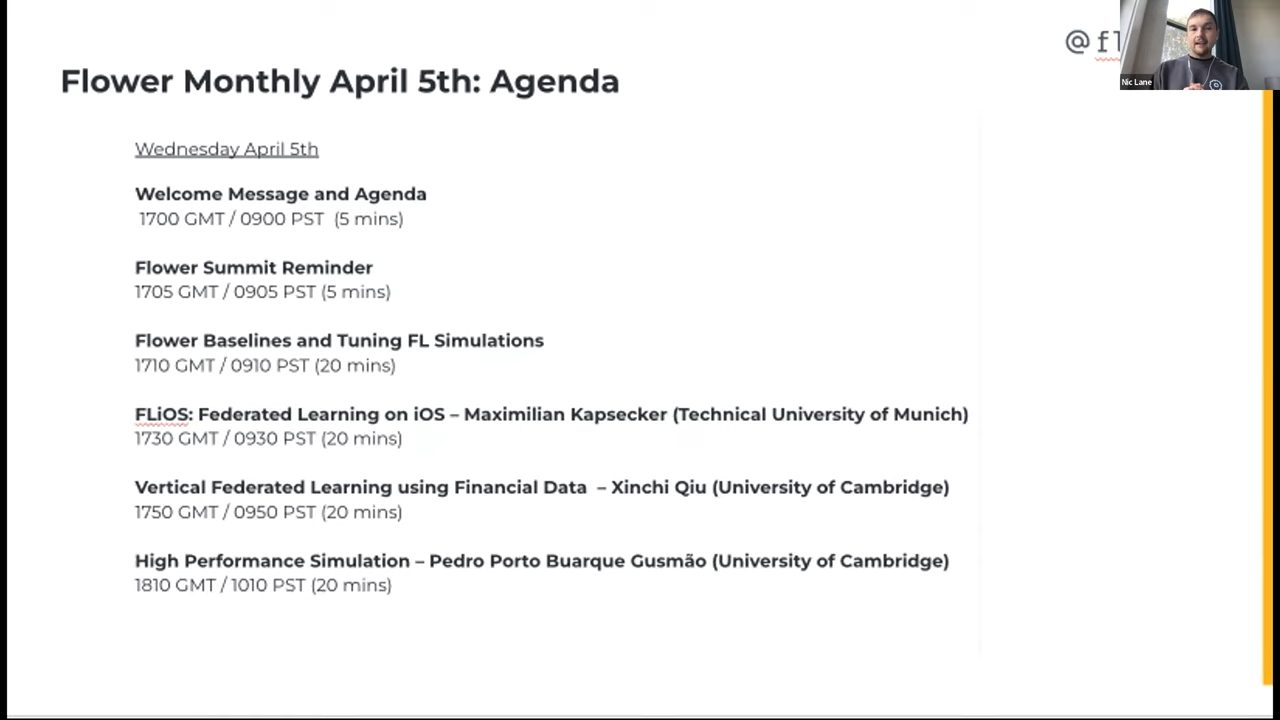 @fl
Nic Lane
Flower Monthly April 5th: Agenda
Wednesday April 5th
Welcome Message and Agenda
1700 GMT / 0900 PST (5 mins)
Flower Summit Reminder
1705 GMT / 0905 PST (5 mins)
Flower Baselines and Tuning FL Simulations
1710 GMT / 0910 PST (20 mins)
FLiOS: Federated Learning on iOS – Maximilian Kapsecker (Technical University of Munich)
1730 GMT / 0930 PST (20 mins)
Vertical Federated Learning using Financial Data – Xinchi Qiu (University of Cambridge)
1750 GMT / 0950 PST (20 mins)
High Performance Simulation – Pedro Porto Buarque Gusmão (University of Cambridge)
1810 GMT / 1010 PST (20 mins)